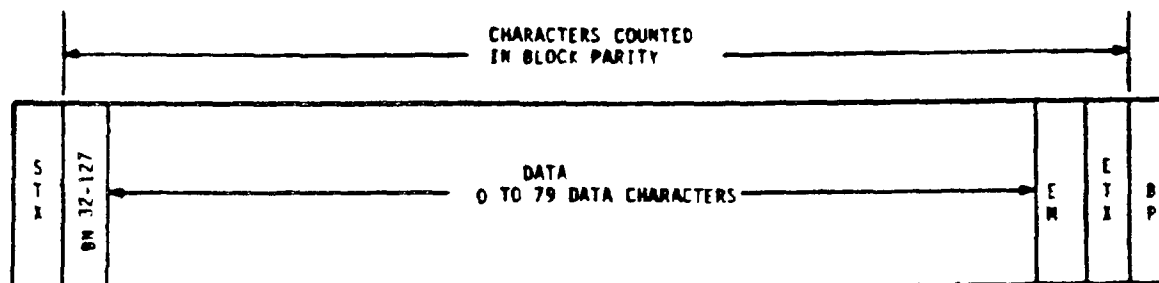 CHARACTERS COUNTED
IN BLOCK PARITY
STX
BN 32-127
DATA
0 TO 79 DATA CHARACTERS
EM
ETX
BP